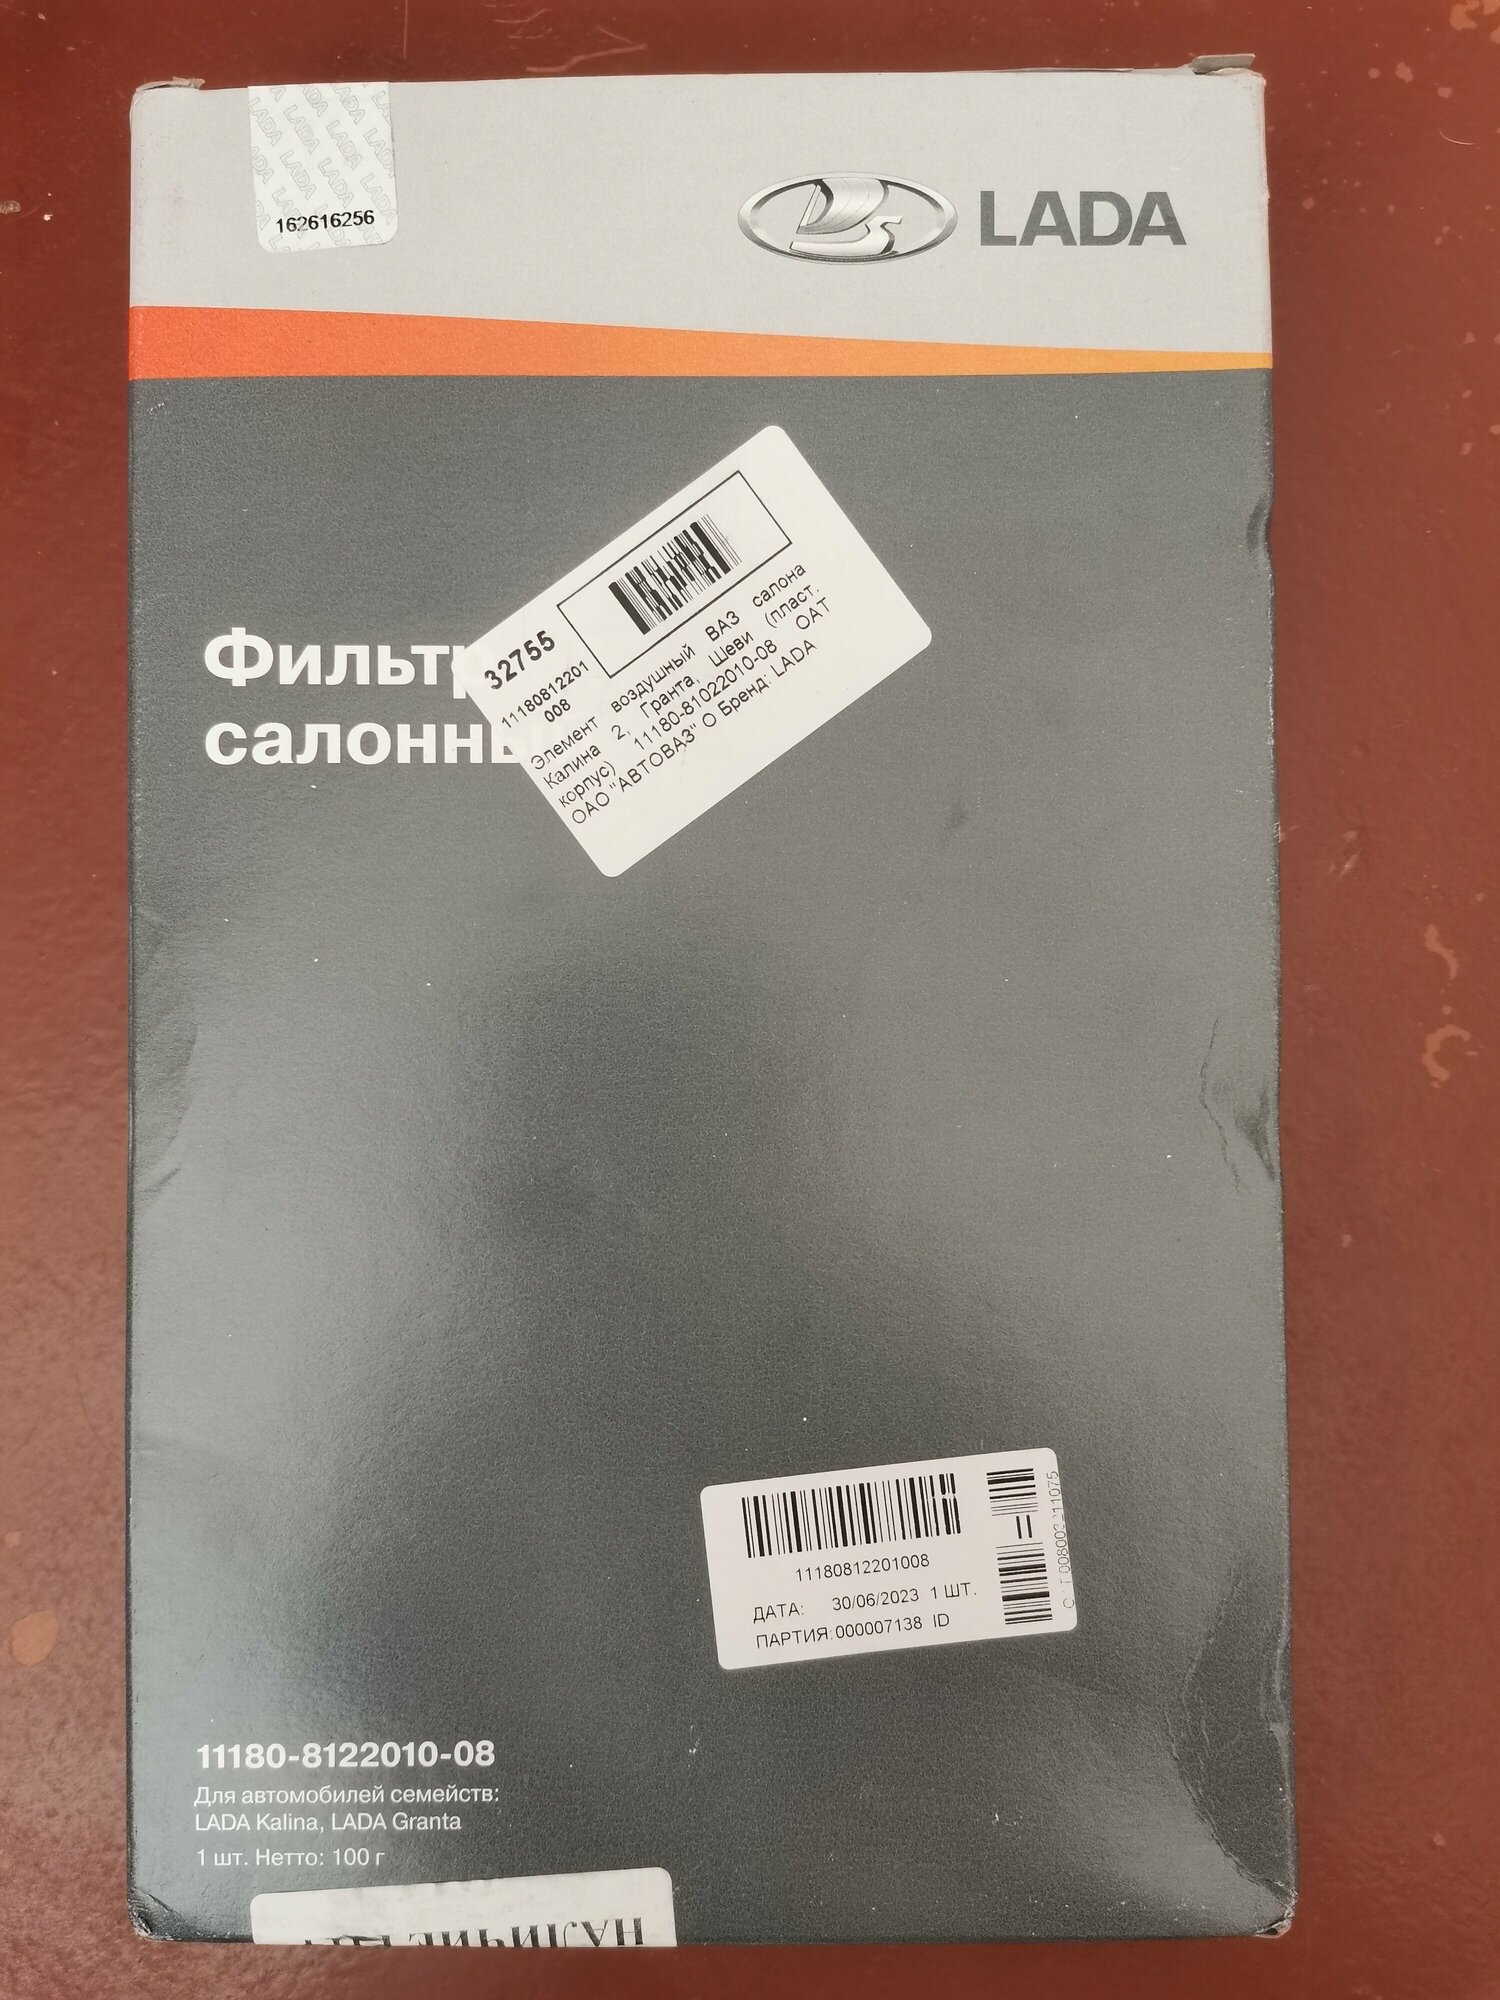 162616256
LADA
Фильтр
салонны
32755
11180812201
008
Элемент воздушный ВАЗ салона
Калина 2, Гранта, Шеви (пласт.
корпус) 11180-81022010-08 ОАТ
ОАО "АВТОВАЗ" О Бренд: LADA
11180812201008
ДАТА: 30/06/2023 1 ШТ.
ПАРТИЯ:000007138 ID
11180-8122010-08
Для автомобилей семейств:
LADA Kalina, LADA Granta
1 шт. Нетто: 100 г